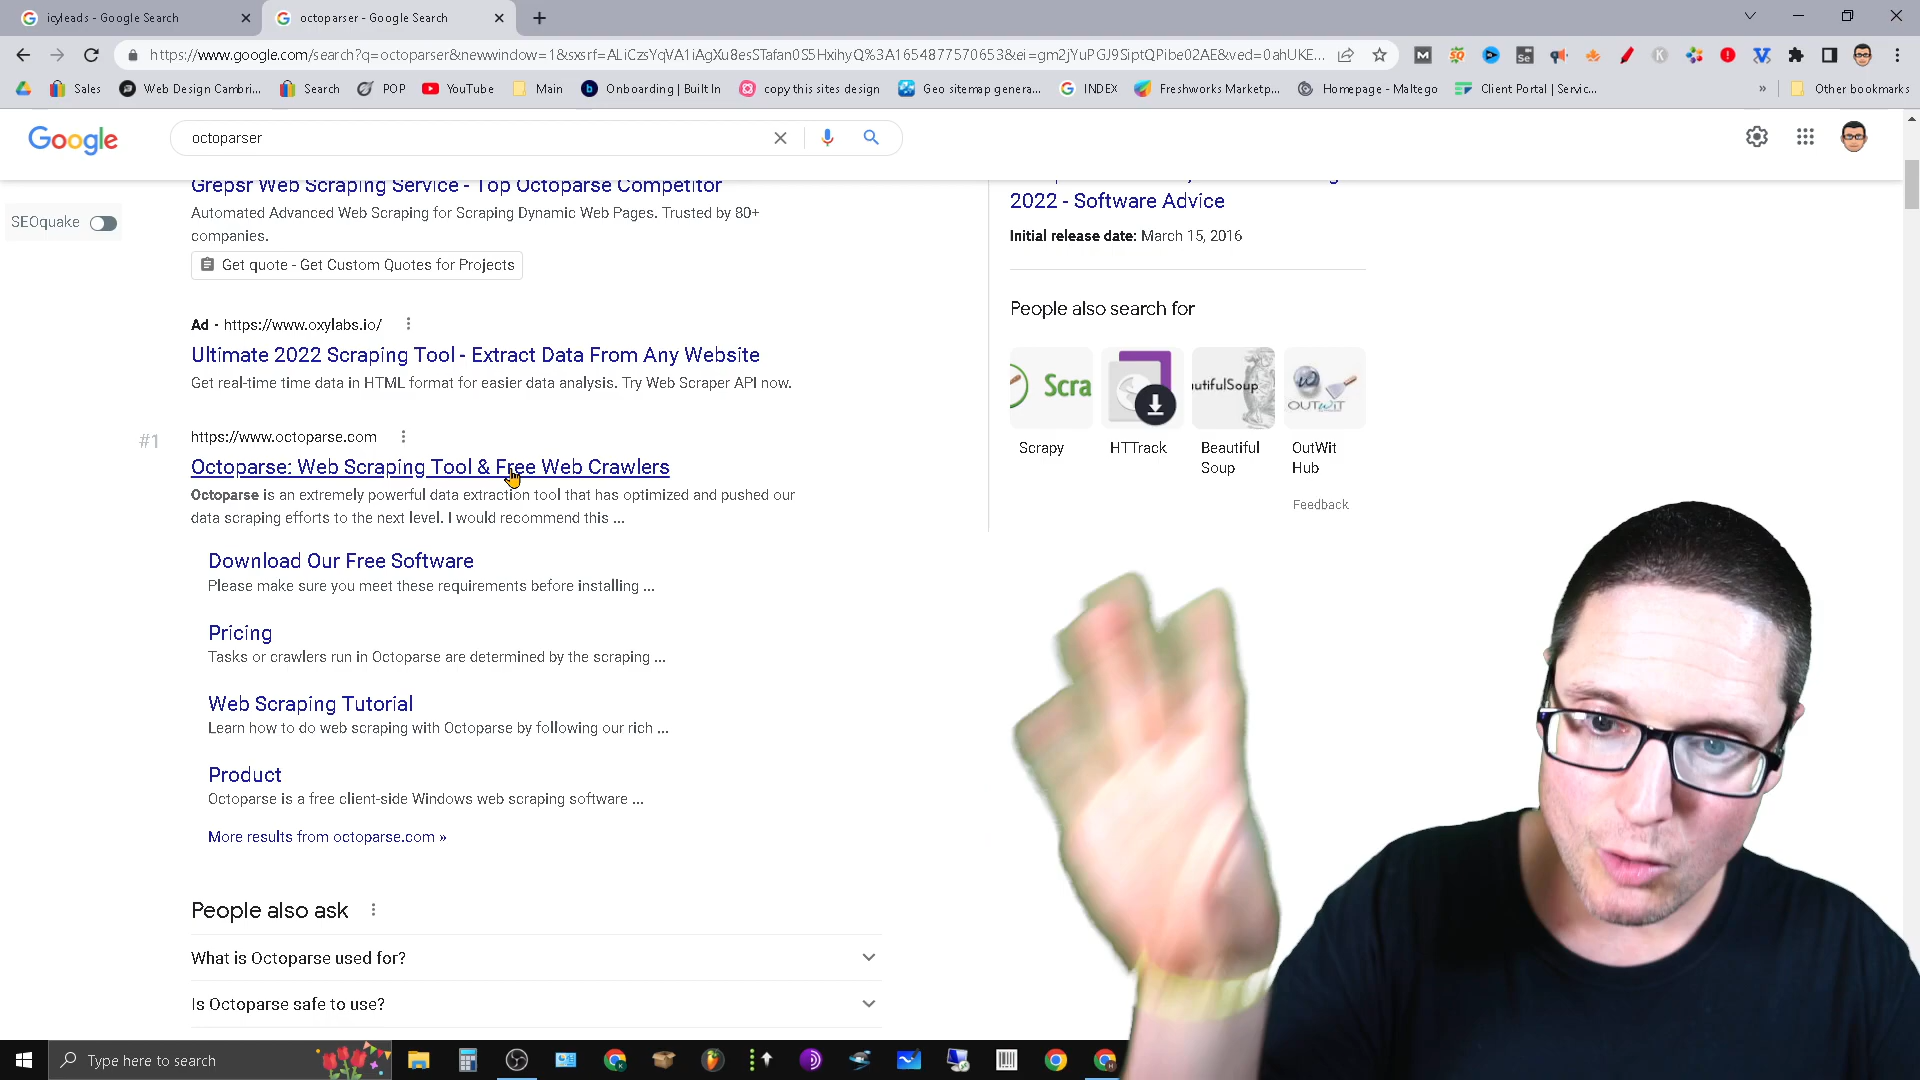 icyleads - Google Search
octoparser - Google Search
https://www.google.com/search?q=octoparser&newwindow=1&sxsrf=ALiCzsYqVA1iAgXu8esSTafan0S5HxihyQ%3A1654877570653&ei=gm2jYuPGJ9SiptQPibe02AE&ved=0ahUKE...
Sales
Web Design Cambri...
Search
POP
YouTube
Main
Onboarding | Built In
copy this sites design
Geo sitemap genera...
INDEX
Freshworks Marketp...
Homepage - Maltego
Client Portal | Servic...
»
Other bookmarks
Google
octoparser
SEOquake
Grepsr Web Scraping Service - Top Octoparse Competitor
Automated Advanced Web Scraping for Scraping Dynamic Web Pages. Trusted by 80+
companies.
Get quote - Get Custom Quotes for Projects
Ad - https://www.oxylabs.io/
Ultimate 2022 Scraping Tool - Extract Data From Any Website
Get real-time time data in HTML format for easier data analysis. Try Web Scraper API now.
#1
https://www.octoparse.com
Octoparse: Web Scraping Tool & Free Web Crawlers
Octoparse is an extremely powerful data extraction tool that has optimized and pushed our
data scraping efforts to the next level. I would recommend this ...
Download Our Free Software
Please make sure you meet these requirements before installing ...
Pricing
Tasks or crawlers run in Octoparse are determined by the scraping ...
Web Scraping Tutorial
Learn how to do web scraping with Octoparse by following our rich ...
Product
Octoparse is a free client-side Windows web scraping software ...
More results from octoparse.com »
People also ask
What is Octoparse used for?
Is Octoparse safe to use?
2022 - Software Advice
Initial release date: March 15, 2016
People also search for
Scra
utifulSoup
OUTWIT
Scrapy
HTTrack
Beautiful
Soup
OutWit
Hub
Feedback
Type here to search